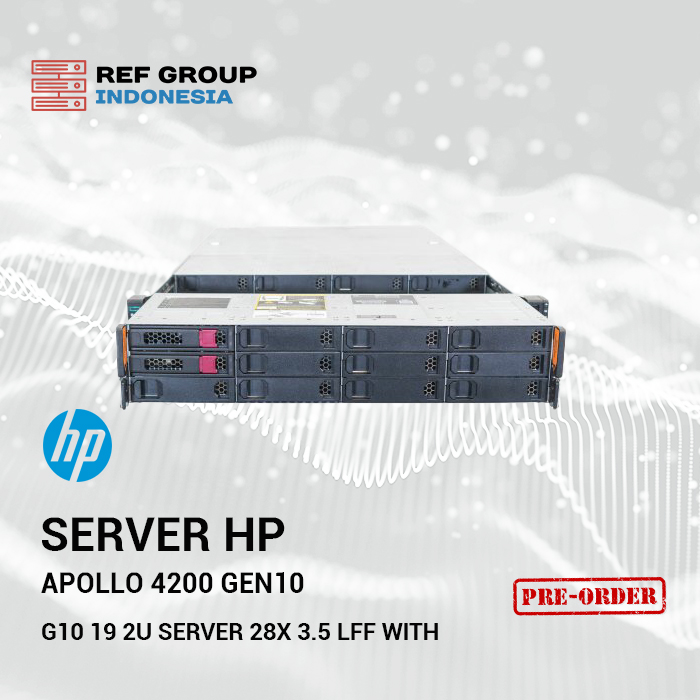 REF GROUP
INDONESIA
hp
SERVER HP
APOLLO 4200 GEN10
PRE-ORDER
G10 19 2U SERVER 28X 3.5 LFF WITH